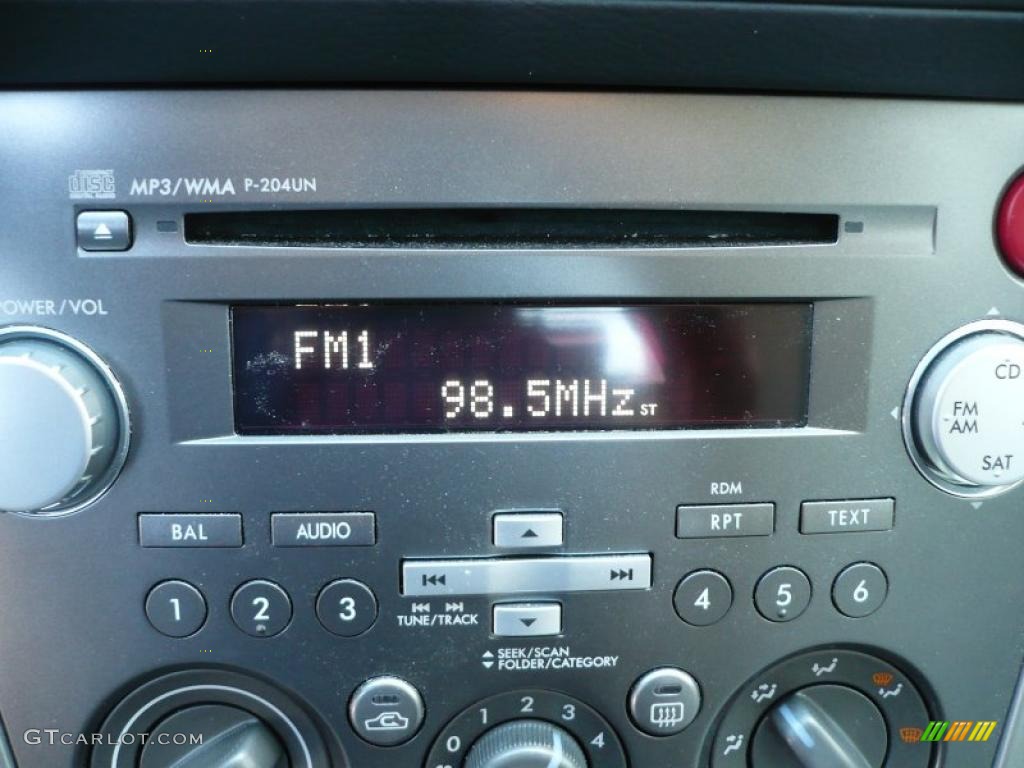 disc
MP3/WMA P-204UN
POWER/VOL
FM1
98.5MHz ST
CD
FM
AM
SAT
BAL
AUDIO
RDM
RPT
TEXT
1
2
3
4
5
6
TUNE/TRACK
SEEK/SCAN
FOLDER/CATEGORY
0
1
2
3
4
GTCARLOT.COM